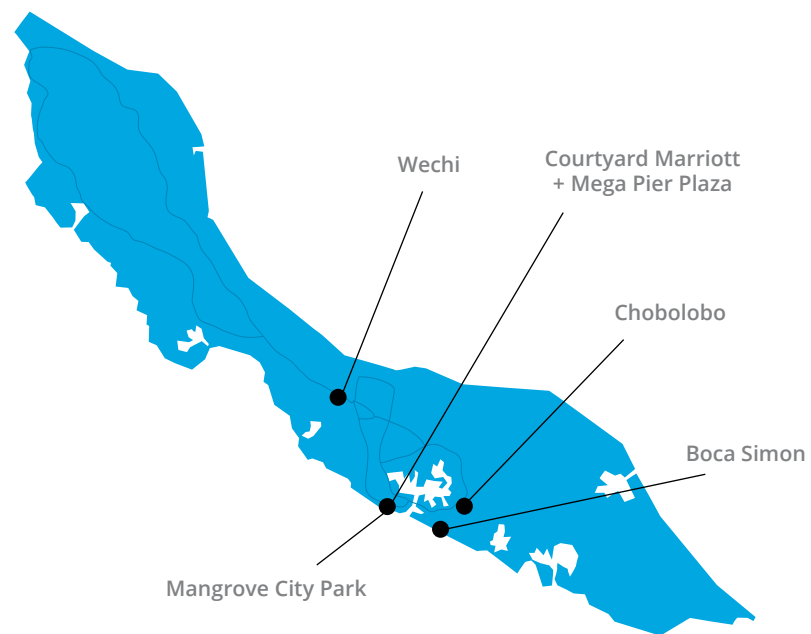 Wechi
Courtyard Marriott
+ Mega Pier Plaza
Chobolobo
Boca Simon
Mangrove City Park